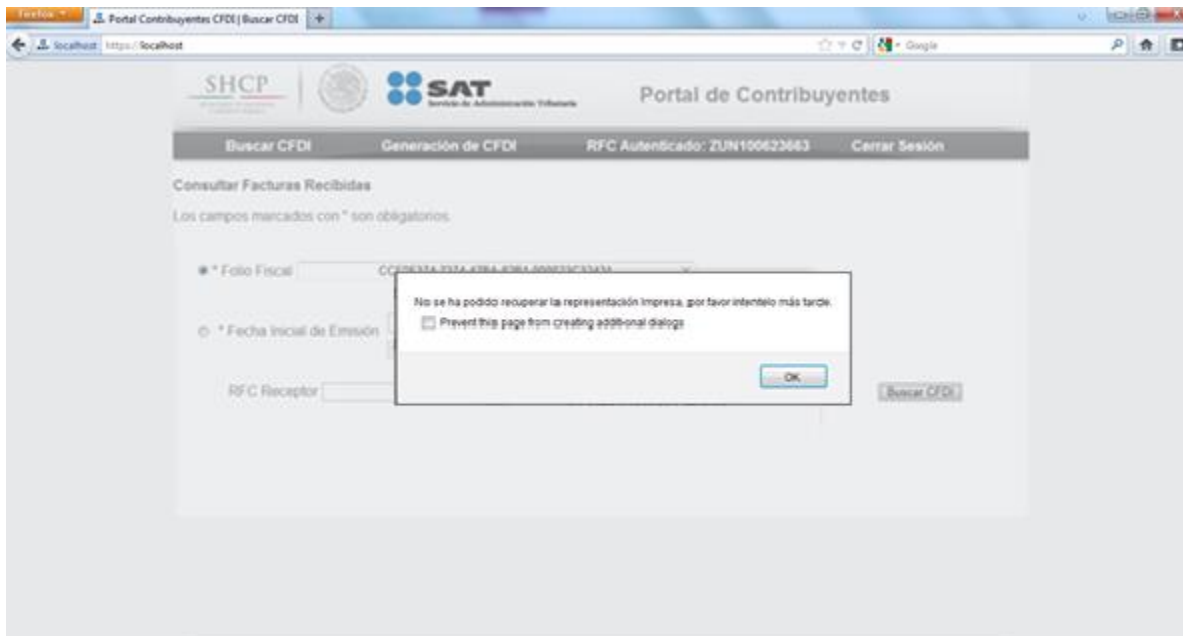 Firefox
Portal Contribuyentes CFDI | Buscar CFDI +
localhost https://localhost
Google
SHCP
SAT
Servicio de Administración Tributaria
Portal de Contribuyentes
Buscar CFDI Generación de CFDI RFC Autenticado: ZUN100623663 Cerrar Sesión
Consultar Facturas Recibidas
Los campos marcados con * son obligatorios.
* Folio Fiscal
No se ha podido recuperar la representación impresa, por favor intentelo más tarde.
Prevent this page from creating additional dialogs
* Fecha Inicial de Emisión
OK
RFC Receptor
Buscar CFDI